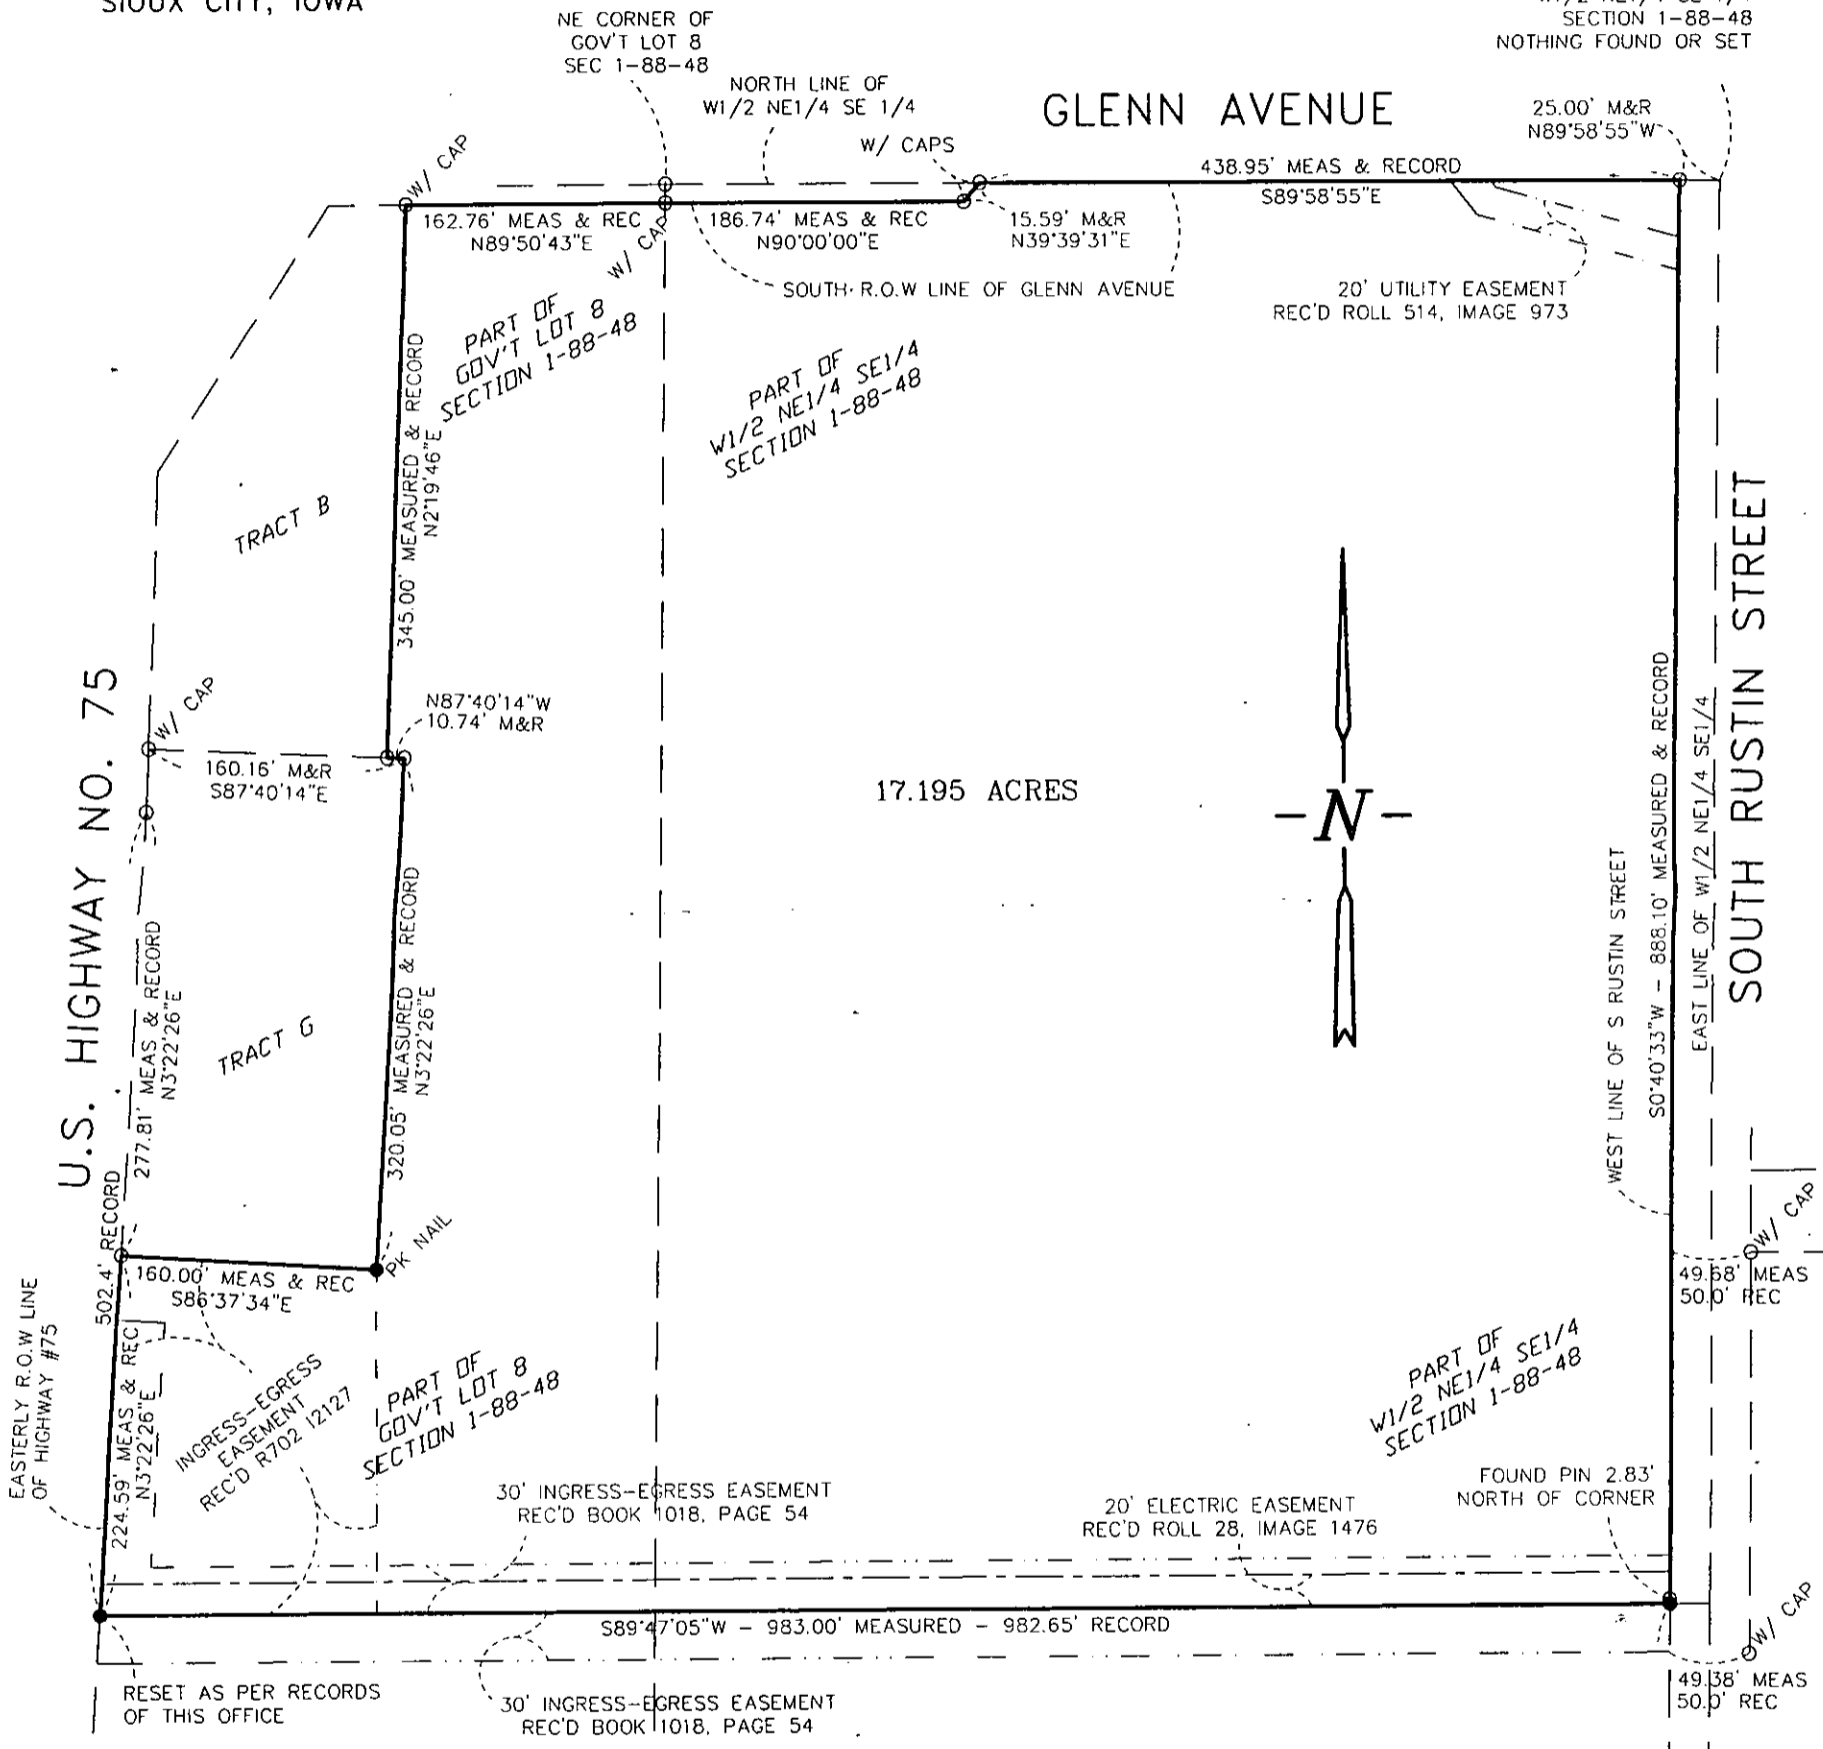 SIOUX CITY, IOWA
NE CORNER OF
GOV'T LOT 8
SEC 1-88-48
NORTH LINE OF
W1/2 NE1/4 SE 1/4
W/ CAPS
GLENN AVENUE
SECTION 1-88-48
NOTHING FOUND OR SET
25.00' M&R
N89°58'55"W
W/ CAP
438.95' MEAS & RECORD
S89°58'55"E
162.76' MEAS & REC
N89°50'43"E
W/ CAP
186.74' MEAS & REC
N90°00'00"E
15.59' M&R
N39°39'31"E
SOUTH R.O.W LINE OF GLENN AVENUE
20' UTILITY EASEMENT
REC'D ROLL 514, IMAGE 973
PART OF
GOV'T LOT 8
SECTION 1-88-48
PART OF
W1/2 NE1/4 SE1/4
SECTION 1-88-48
345.00' MEASURED & RECORD
N2°19'46"E
TRACT B
U.S. HIGHWAY NO. 75
W/ CAP
N87°40'14"W
10.74' M&R
160.16' M&R
S87°40'14"E
17.195 ACRES
-N-
SOUTH RUSTIN STREET
EAST LINE OF W1/2 NE1/4 SE1/4
S0°40'33"W - 888.10' MEASURED & RECORD
WEST LINE OF S RUSTIN STREET
277.81' MEAS & RECORD
N3°22'26"E
TRACT G
320.05' MEASURED & RECORD
N3°22'26"E
PK NAIL
502.4' RECORD
160.00' MEAS & REC
S86°37'34"E
EASTERLY R.O.W LINE
OF HIGHWAY #75
224.59' MEAS & REC
N3°22'26"E
INGRESS-EGRESS
EASEMENT
REC'D R702 I2127
PART OF
GOV'T LOT 8
SECTION 1-88-48
30' INGRESS-EGRESS EASEMENT
REC'D BOOK 1018, PAGE 54
20' ELECTRIC EASEMENT
REC'D ROLL 28, IMAGE 1476
PART OF
W1/2 NE1/4 SE1/4
SECTION 1-88-48
FOUND PIN 2.83'
NORTH OF CORNER
W/ CAP
49.68' MEAS
50.0' REC
S89°47'05"W - 983.00' MEASURED - 982.65' RECORD
RESET AS PER RECORDS
OF THIS OFFICE
30' INGRESS-EGRESS EASEMENT
REC'D BOOK 1018, PAGE 54
W/ CAP
49.38' MEAS
50.0' REC